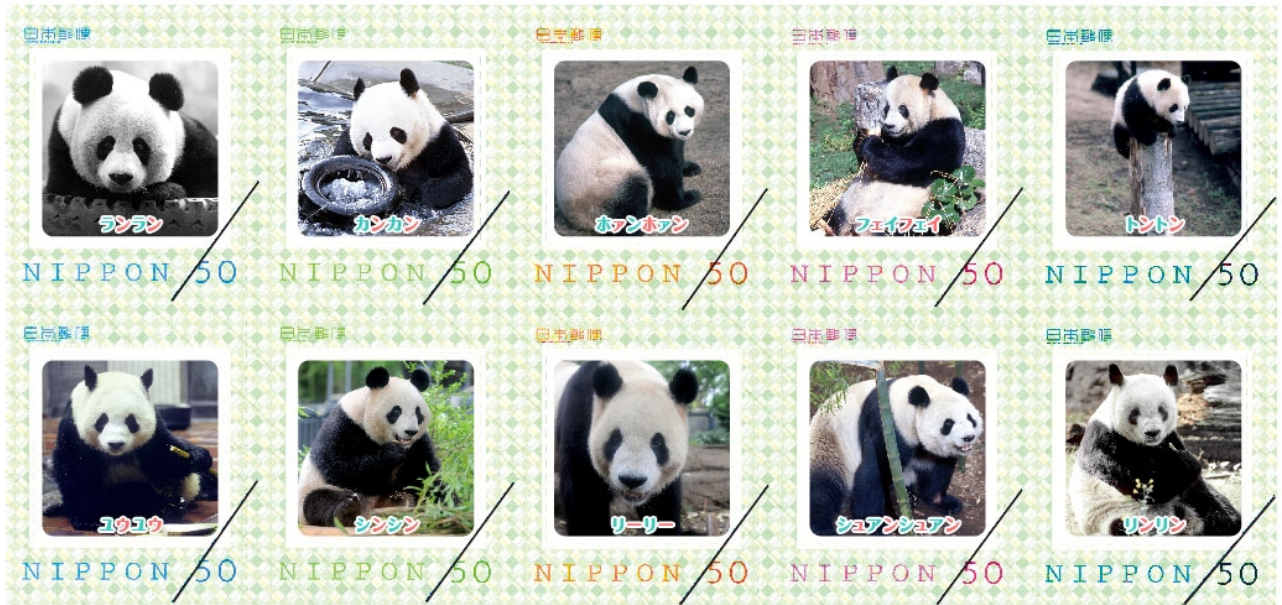 日本郵便
日本郵便
日本郵便
日本郵便
日本郵便
ランラン
カンカン
ホァンホァン
フェイフェイ
トントン
NIPPON 50
NIPPON 50
NIPPON 50
NIPPON 50
NIPPON 50
日本郵便
日本郵便
日本郵便
日本郵便
日本郵便
ユウユウ
シンシン
リーリー
シュアンシュアン
リンリン
NIPPON 50
NIPPON 50
NIPPON 50
NIPPON 50
NIPPON 50